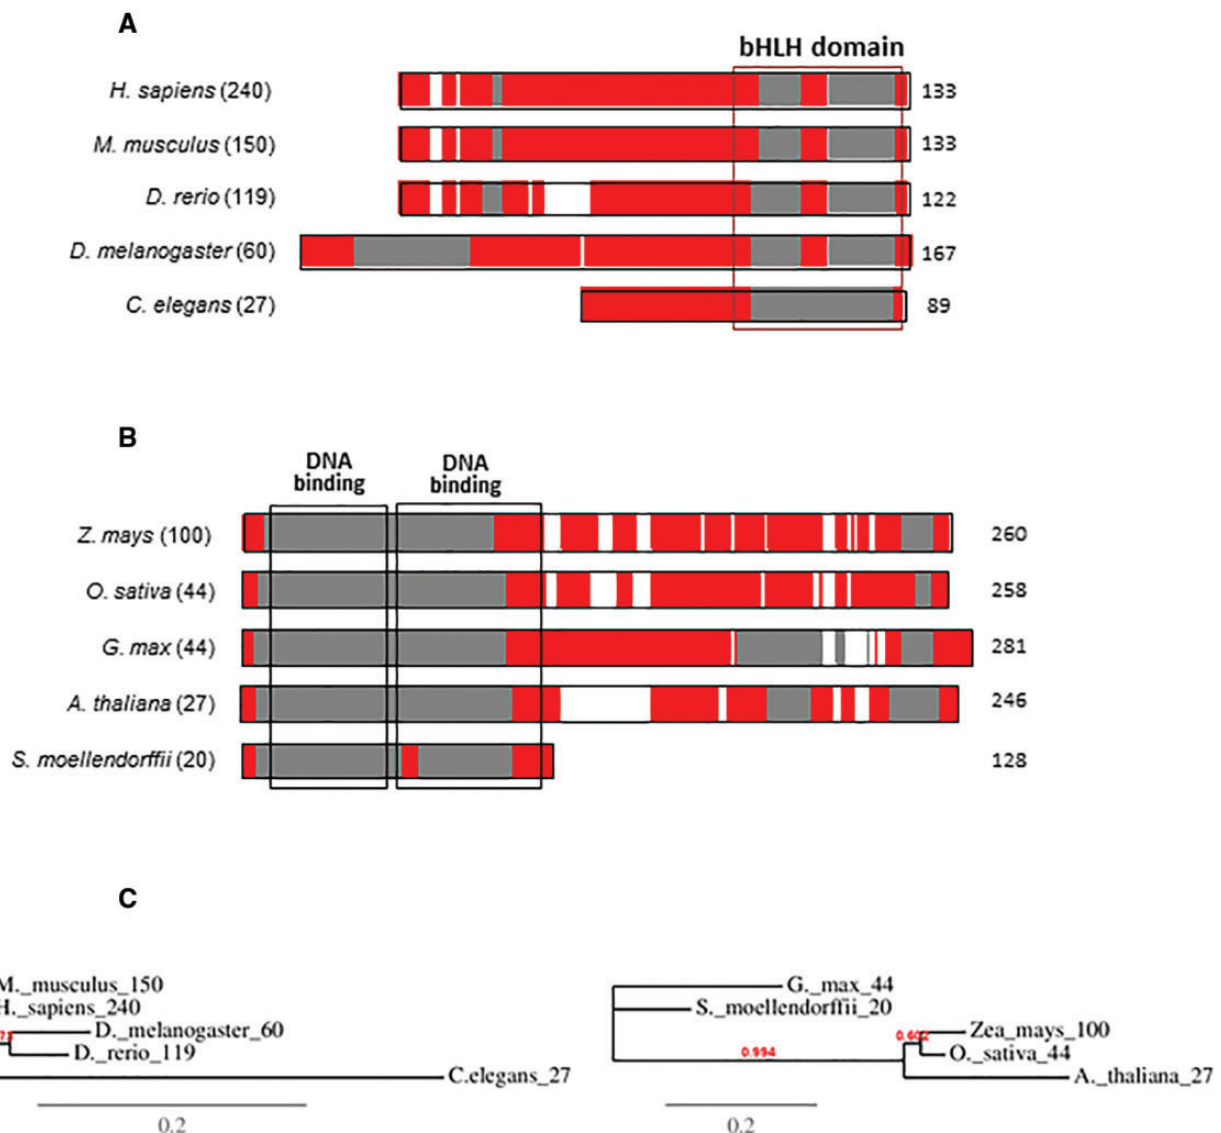 A
bHLH domain
H. sapiens (240) 133
M. musculus (150) 133
D. rerio (119) 122
D. melanogaster (60) 167
C. elegans (27) 89
B
DNA binding
DNA binding
Z. mays (100) 260
O. sativa (44) 258
G. max (44) 281
A. thaliana (27) 246
S. moellendorffii (20) 128
C
M._musculus_150
H._sapiens_240
D._melanogaster_60
D._rerio_119
C.elegans_27
0.2
G._max_44
S._moellendorffii_20
Zea_mays_100
O._sativa_44
0.994
A._thaliana_27
0.2